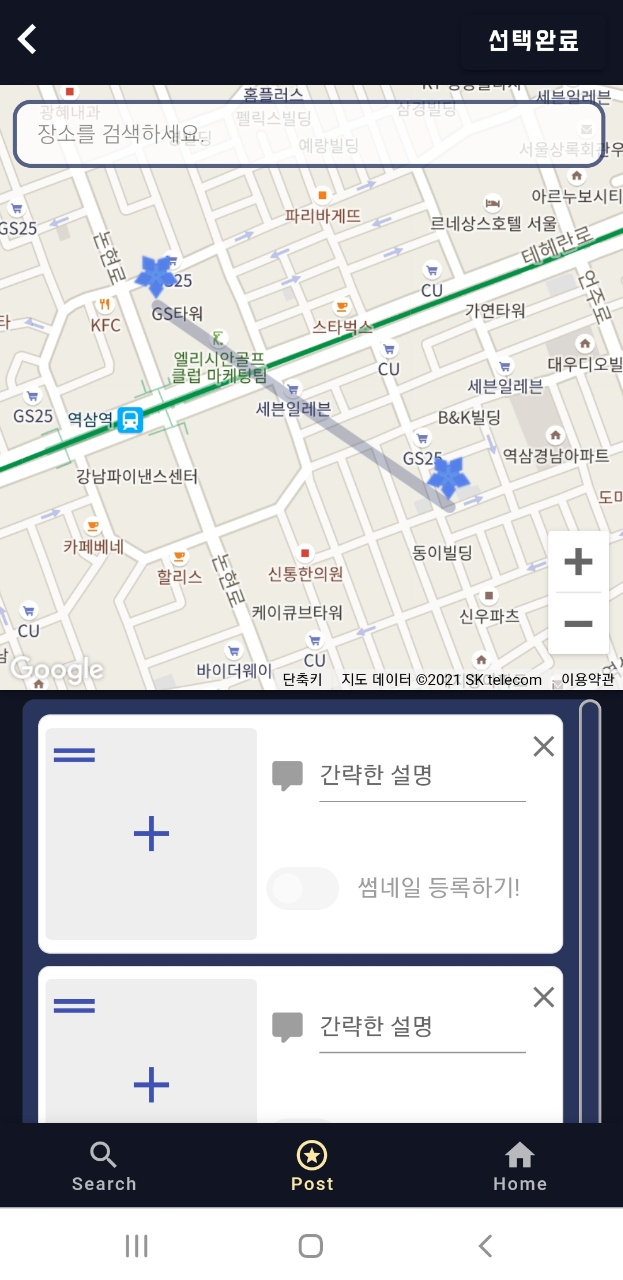 선택완료
홈플러스
세븐일레븐
광혜내과
펠릭스빌딩
삼경빌딩
장소를 검색하세요.
예랑빌딩
서울상록회관우
아르누보시티
GS25
파리바게뜨
르네상스호텔 서울
테헤란로
논현로
언주로
GS타워
CU
가연타워
KFC
스타벅스
엘리시안골프
클럽 마케팅팀
CU
대우디오빌
세븐일레븐
GS25
역삼역
세븐일레븐
B&K빌딩
GS25
역삼경남아파트
강남파이낸스센터
카페베네
할리스
신통한의원
동이빌딩
논현로
케이큐브타워
신우파츠
CU
바이더웨이
CU
Google
단축키
지도 데이터 ©2021 SK telecom
이용약관
간략한 설명
썸네일 등록하기!
간략한 설명
Search
Post
Home